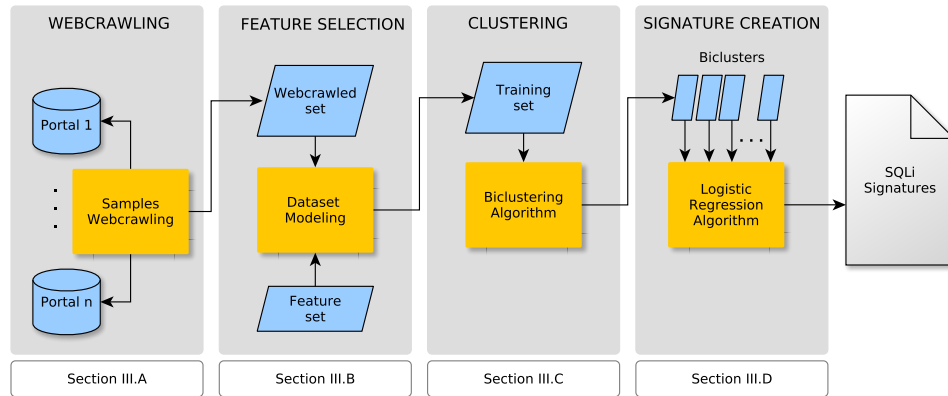 WEBCRAWLING
Portal 1
Samples
Webcrawling
Portal n
Section III.A
FEATURE SELECTION
Webcrawled
set
Dataset
Modeling
Feature
set
Section III.B
CLUSTERING
Training
set
Biclustering
Algorithm
Section III.C
SIGNATURE CREATION
Biclusters
...
Logistic
Regression
Algorithm
Section III.D
SQLi
Signatures